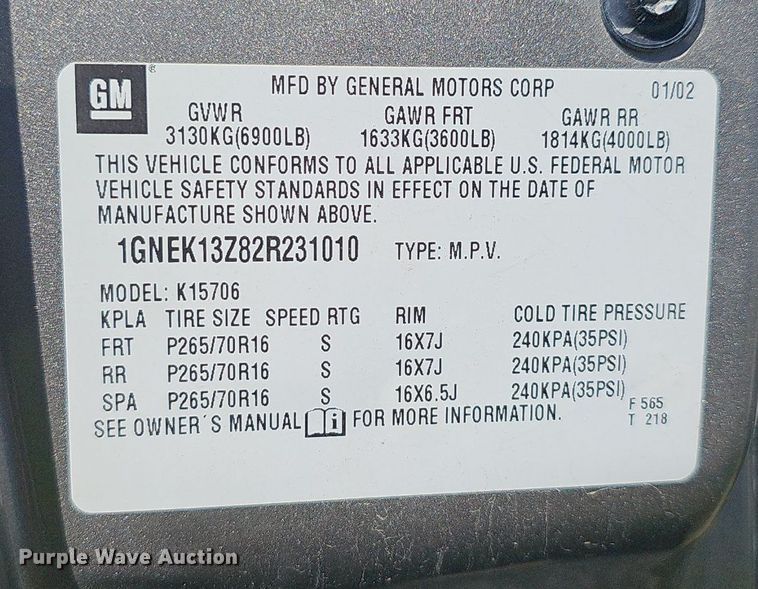 GM®
MFD BY GENERAL MOTORS CORP 01/02
GVWR GAWR FRT GAWR RR
3130KG(6900LB) 1633KG(3600LB) 1814KG(4000LB)
THIS VEHICLE CONFORMS TO ALL APPLICABLE U.S. FEDERAL MOTOR
VEHICLE SAFETY STANDARDS IN EFFECT ON THE DATE OF
MANUFACTURE SHOWN ABOVE.
1GNEK13Z82R231010 TYPE: M.P.V.
MODEL: K15706
KPLA TIRE SIZE SPEED RTG RIM COLD TIRE PRESSURE
FRT P265/70R16 S 16X7J 240KPA(35PSI)
RR P265/70R16 S 16X7J 240KPA(35PSI)
SPA P265/70R16 S 16X6.5J 240KPA(35PSI)
SEE OWNER´S MANUAL i FOR MORE INFORMATION.
F 565
T 218
Purple Wave Auction